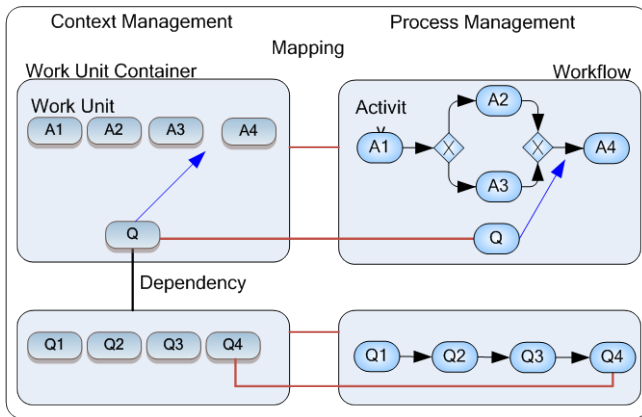 Context Management
Process Management
Mapping
Work Unit Container
Workflow
Work Unit
A1 A2 A3 A4
Activity
A1 X A2 A3 X A4
Q
Q
Dependency
Q1 Q2 Q3 Q4
Q1 Q2 Q3 Q4